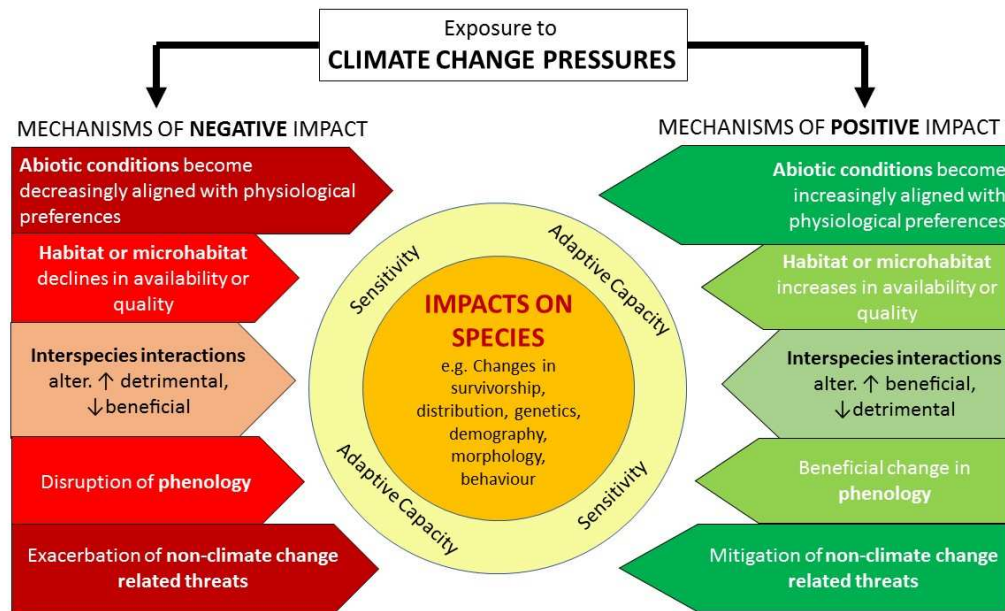 Exposure to
CLIMATE CHANGE PRESSURES
MECHANISMS OF NEGATIVE IMPACT
Abiotic conditions become
decreasingly aligned with physiological
preferences
Habitat or microhabitat
declines in availability or
quality
Interspecies interactions
alter. ↑ detrimental,
↓beneficial
Disruption of phenology
Exacerbation of non-climate change
related threats
Sensitivity
Adaptive Capacity
IMPACTS ON
SPECIES
e.g. Changes in
survivorship,
distribution, genetics,
demography,
morphology,
behaviour
Adaptive Capacity
Sensitivity
MECHANISMS OF POSITIVE IMPACT
Abiotic conditions become
increasingly aligned with
physiological preferences
Habitat or microhabitat
increases in availability or
quality
Interspecies interactions
alter. ↑ beneficial,
↓detrimental
Beneficial change in
phenology
Mitigation of non-climate change
related threats